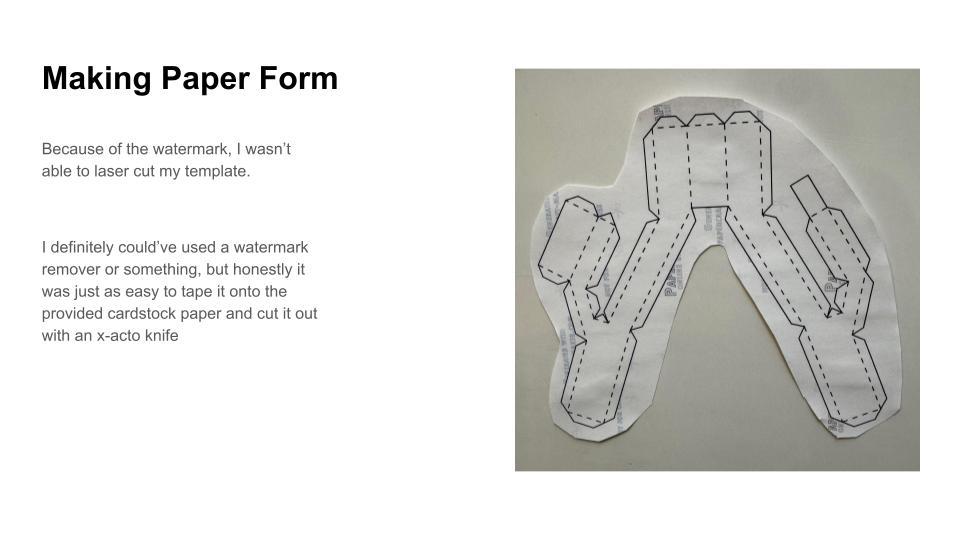 Making Paper Form
Because of the watermark, I wasn’t
able to laser cut my template.
I definitely could’ve used a watermark
remover or something, but honestly it
was just as easy to tape it onto the
provided cardstock paper and cut it out
with an x-acto knife